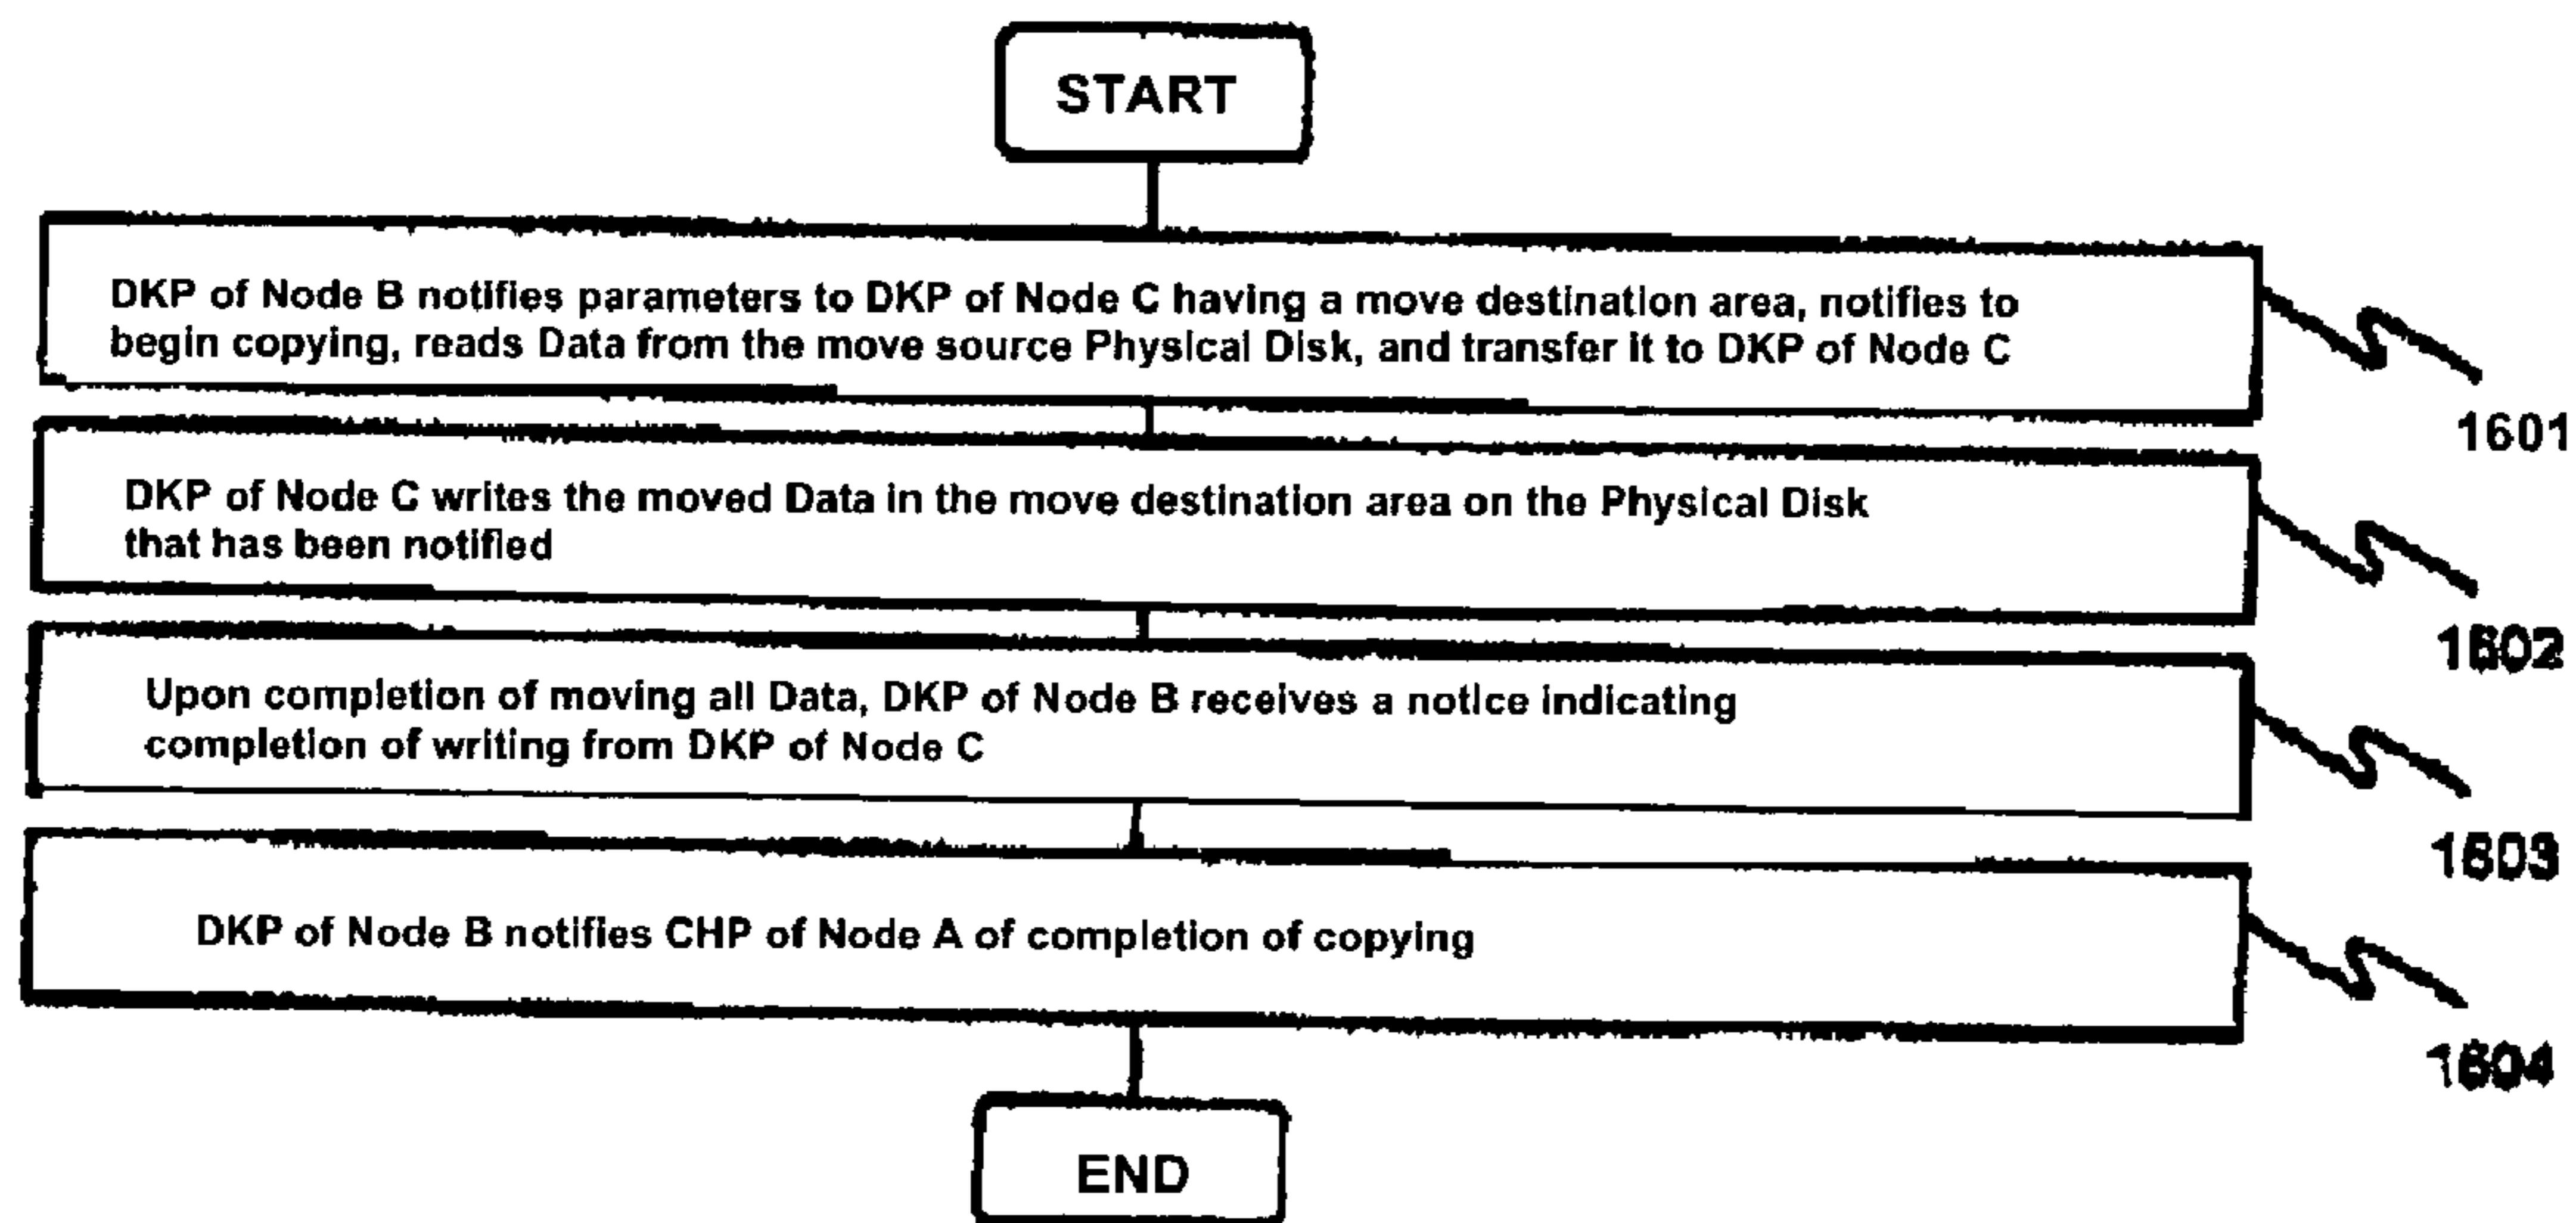 START
DKP of Node B notifies parameters to DKP of Node C having a move destination area, notifies to
begin copying, reads Data from the move source Physical Disk, and transfer it to DKP of Node C
1601
DKP of Node C writes the moved Data in the move destination area on the Physical Disk
that has been notified
1602
Upon completion of moving all Data, DKP of Node B receives a notice indicating
completion of writing from DKP of Node C
1603
DKP of Node B notifies CHP of Node A of completion of copying
1604
END